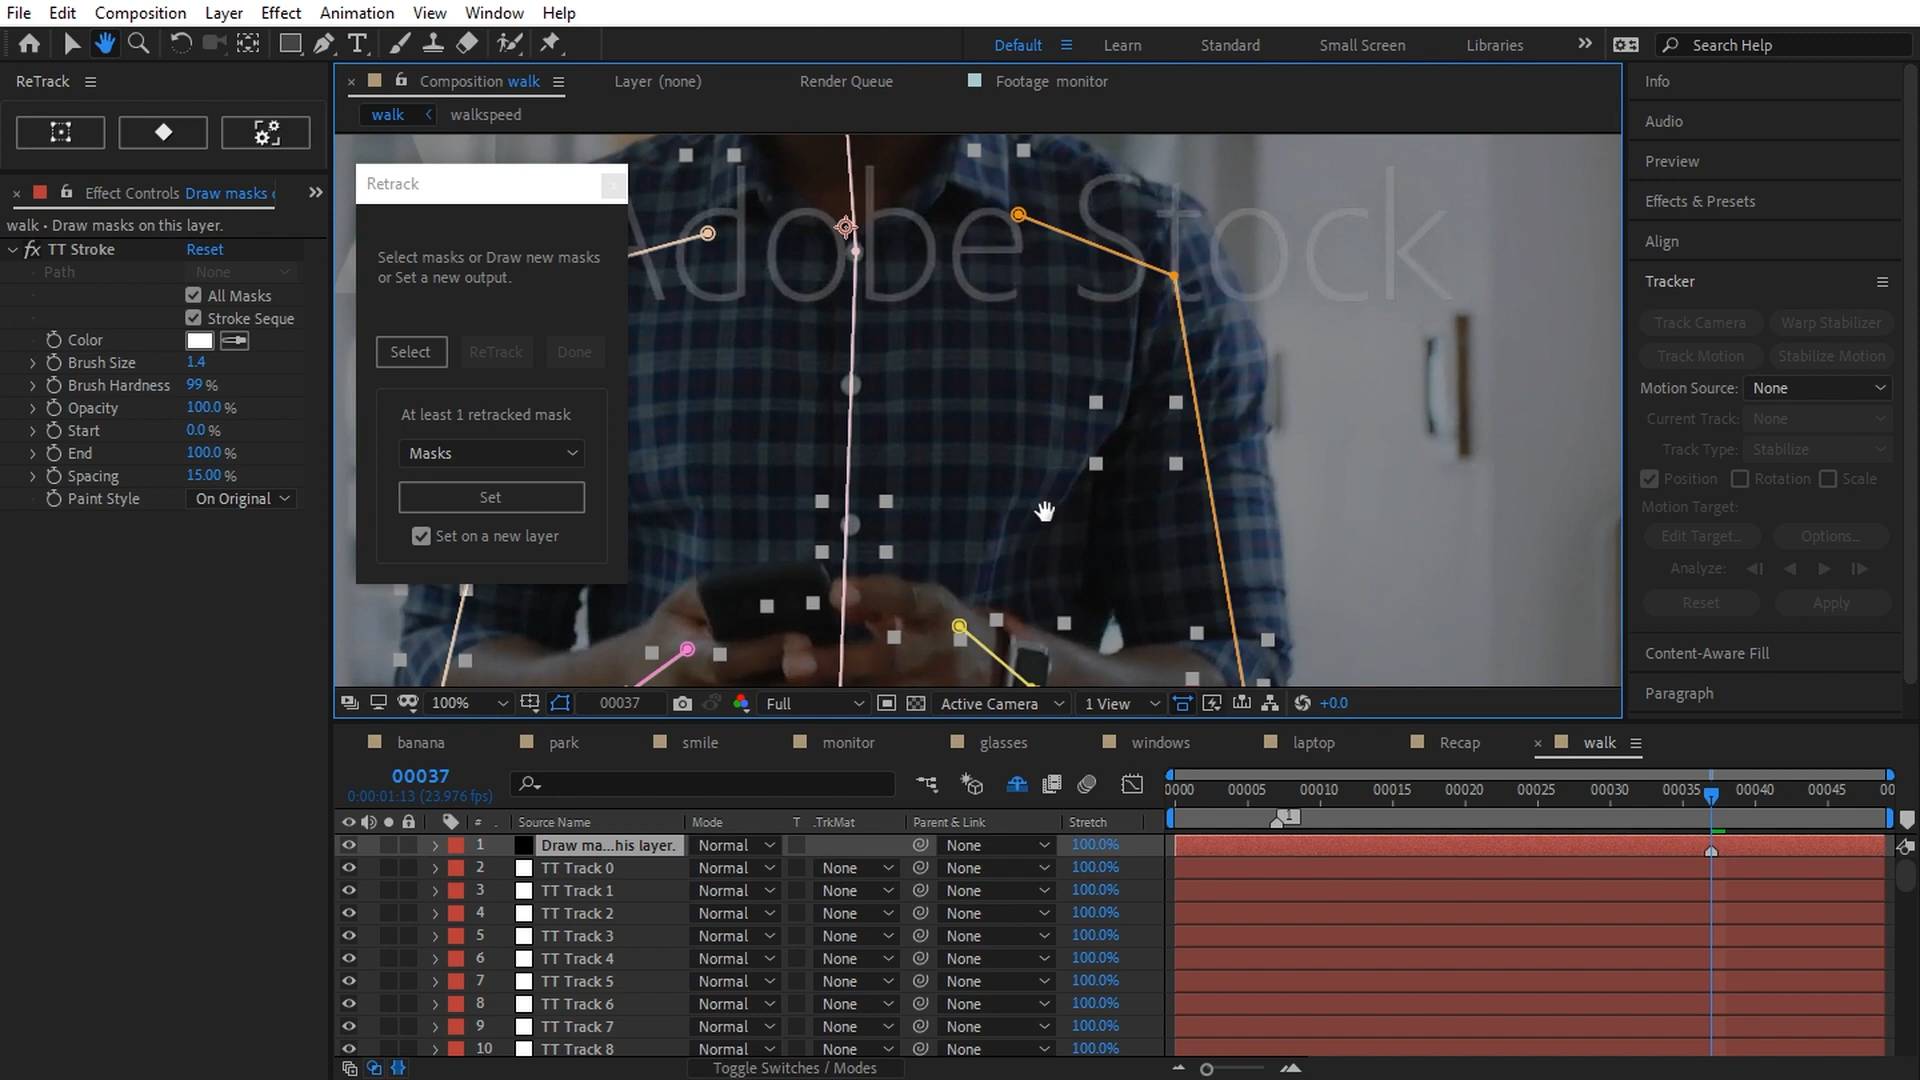 File Edit Composition Layer Effect Animation View Window Help
Default Learn Standard Small Screen Libraries Search Help
ReTrack
Composition walk
Layer (none)
Render Queue
Footage monitor
walk walkspeed
Effect Controls Draw masks
walk • Draw masks on this layer.
fx TT Stroke Reset
Path None
All Masks
Stroke Seque
Color
Brush Size 1.4
Brush Hardness 99 %
Opacity 100.0 %
Start 0.0 %
End 100.0 %
Spacing 15.00 %
Paint Style On Original
Retrack
Select masks or Draw new masks
or Set a new output.
Select ReTrack Done
At least 1 retracked mask
Masks
Set
Set on a new layer
Adobe Stock
100% 00037 Full Active Camera 1 View +0.0
Info
Audio
Preview
Effects & Presets
Align
Tracker
Track Camera Warp Stabilizer
Track Motion Stabilize Motion
Motion Source: None
Current Track: None
Track Type: Stabilize
Position Rotation Scale
Motion Target:
Edit Target... Options...
Analyze:
Reset Apply
Content-Aware Fill
Paragraph
banana park smile monitor glasses windows laptop Recap walk
00037
0:00:01:13 (23.976 fps)
0000 00005 00010 00015 00020 00025 00030 00035 00040 00045 00
# Source Name Mode T .TrkMat Parent & Link Stretch
1
1 Draw ma...his layer. Normal None 100.0%
2 TT Track 0 Normal None None 100.0%
3 TT Track 1 Normal None None 100.0%
4 TT Track 2 Normal None None 100.0%
5 TT Track 3 Normal None None 100.0%
6 TT Track 4 Normal None None 100.0%
7 TT Track 5 Normal None None 100.0%
8 TT Track 6 Normal None None 100.0%
9 TT Track 7 Normal None None 100.0%
10 TT Track 8 Normal None None 100.0%
Toggle Switches / Modes